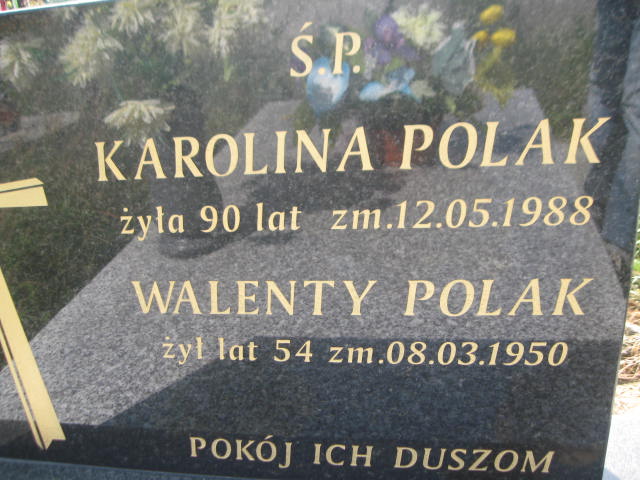 Ś.P.
KAROLINA POLAK
żyła 90 lat zm.12.05.1988
WALENTY POLAK
żył lat 54 zm.08.03.1950
POKÓJ ICH DUSZOM